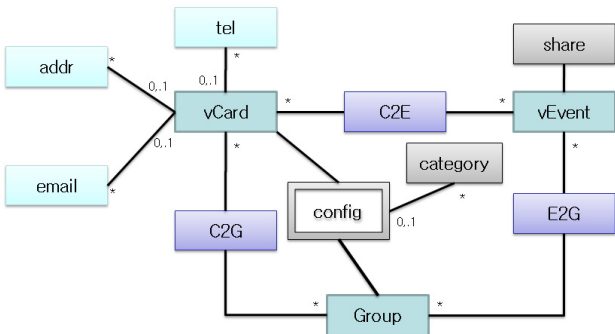 tel
*
share
addr
*
0,.1
0,.1
vCard
*
C2E
*
vEvent
0,.1
*
*
category
email
*
config
0,.1
*
C2G
E2G
*
Group
*